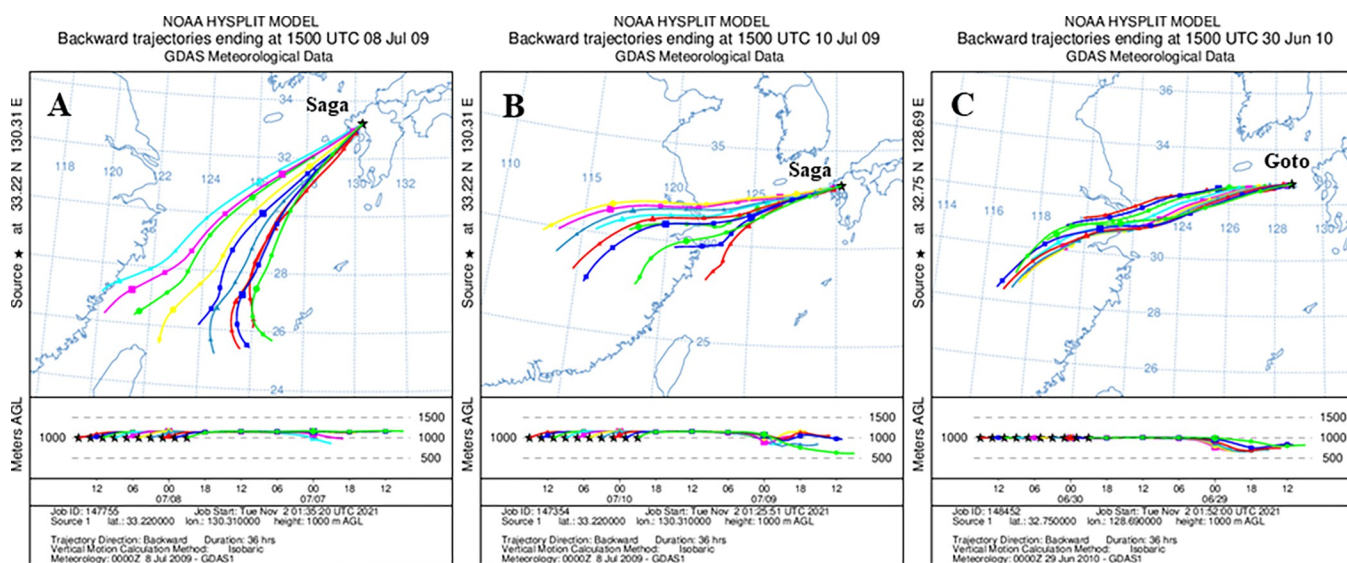 NOAA HYSPLIT MODEL
Backward trajectories ending at 1500 UTC 08 Jul 09
GDAS Meteorological Data
A
Saga
Source ★ at 33.22 N 130.31 E
34
32
118
120
122
124
130
132
28
26
24
Meters AGL
1000
1500
1000
500
12 06 00 18 12 06 00 18 12
07/08 07/07
Job ID: 147755 Job Start: Tue Nov 2 01:35:20 UTC 2021
Source 1 lat.: 33.220000 lon.: 130.310000 height: 1000 m AGL
Trajectory Direction: Backward Duration: 36 hrs
Vertical Motion Calculation Method: Isobaric
Meteorology: 0000Z 8 Jul 2009 - GDAS1
NOAA HYSPLIT MODEL
Backward trajectories ending at 1500 UTC 10 Jul 09
GDAS Meteorological Data
B
Saga
Source ★ at 33.22 N 130.31 E
35
110
115
120
125
25
Meters AGL
1000
1500
1000
500
12 06 00 18 12 06 00 18 12
07/10 07/09
Job ID: 147354 Job Start: Tue Nov 2 01:25:51 UTC 2021
Source 1 lat.: 33.220000 lon.: 130.310000 height: 1000 m AGL
Trajectory Direction: Backward Duration: 36 hrs
Vertical Motion Calculation Method: Isobaric
Meteorology: 0000Z 8 Jul 2009 - GDAS1
NOAA HYSPLIT MODEL
Backward trajectories ending at 1500 UTC 30 Jun 10
GDAS Meteorological Data
C
Goto
Source ★ at 32.75 N 128.69 E
36
34
114
116
118
124
126
128
130
30
28
26
Meters AGL
1000
1500
1000
500
12 06 00 18 12 06 00 18 12
06/30 06/29
Job ID: 148452 Job Start: Tue Nov 2 01:52:00 UTC 2021
Source 1 lat.: 32.750000 lon.: 128.690000 height: 1000 m AGL
Trajectory Direction: Backward Duration: 36 hrs
Vertical Motion Calculation Method: Isobaric
Meteorology: 0000Z 29 Jun 2010 - GDAS1